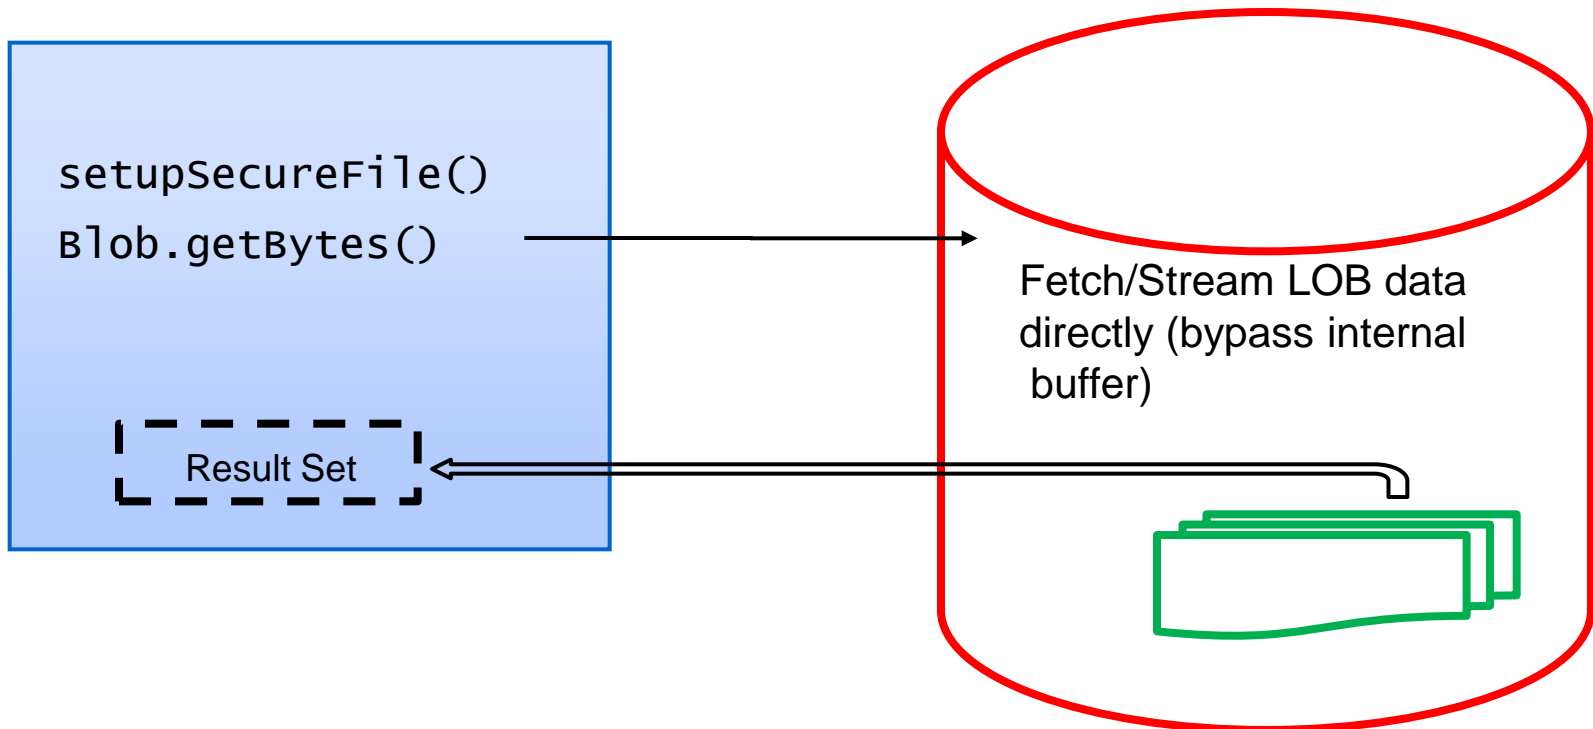 setupSecureFile()
Blob.getBytes()
Fetch/Stream LOB data
directly (bypass internal
buffer)
Result Set